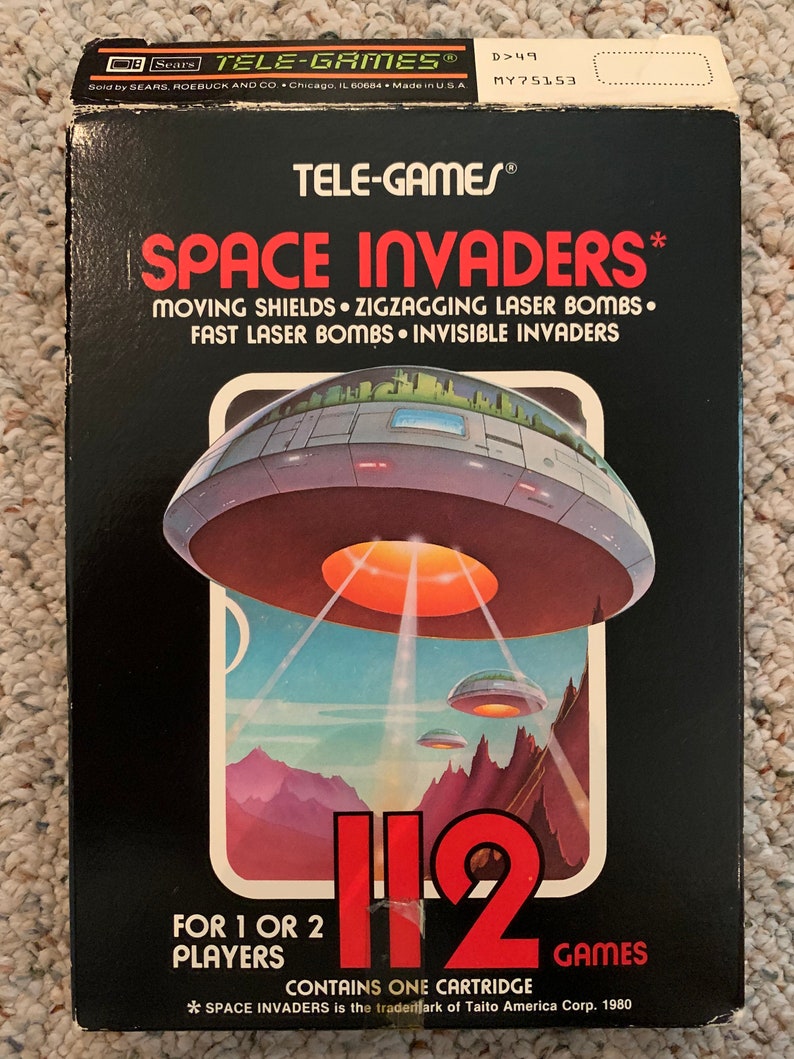 Sears TELE-GAMES® D>49
MY75153
Sold by SEARS, ROEBUCK AND CO. • Chicago, IL 60684 • Made in U.S.A.
TELE-GAMES®
SPACE INVADERS*
MOVING SHIELDS • ZIGZAGGING LASER BOMBS •
FAST LASER BOMBS • INVISIBLE INVADERS
FOR 1 OR 2
PLAYERS
112 GAMES
CONTAINS ONE CARTRIDGE
* SPACE INVADERS is the trademark of Taito America Corp. 1980